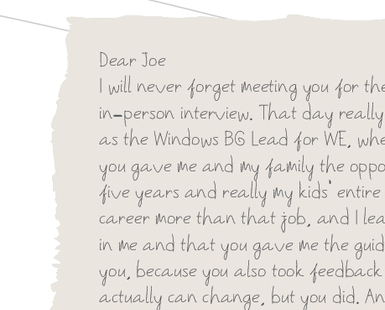 Dear Joe
I will never forget meeting you for the
in-person interview. That day really
as the Windows BG Lead for WE, whe
you gave me and my family the oppo
five years and really my kids' entire
career more than that job, and I lea
in me and that you gave me the guid
you, because you also took feedback
actually can change, but you did. An